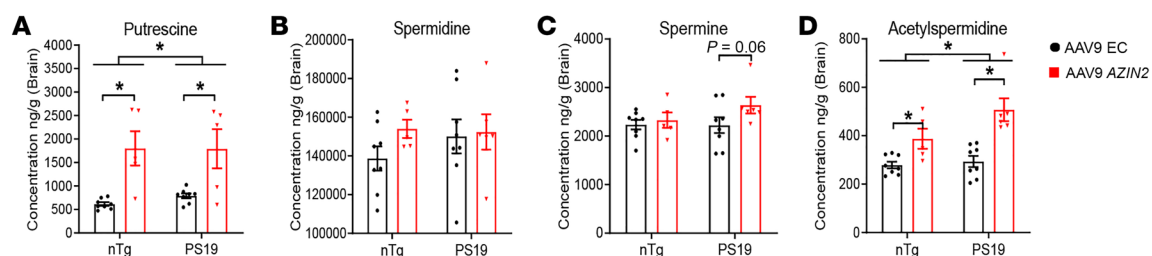 A
Putrescine
Concentration ng/g (Brain)
4000
3500
3000
2500
2000
1500
1000
500
0
*
*
*
nTg
PS19
B
Spermidine
Concentration ng/g (Brain)
200000
180000
160000
140000
120000
100000
nTg
PS19
C
Spermine
Concentration ng/g (Brain)
4000
3000
2000
1000
0
P = 0.06
nTg
PS19
D
Acetylspermidine
Concentration ng/g (Brain)
800
600
400
200
0
*
*
*
nTg
PS19
AAV9 EC
AAV9 AZIN2